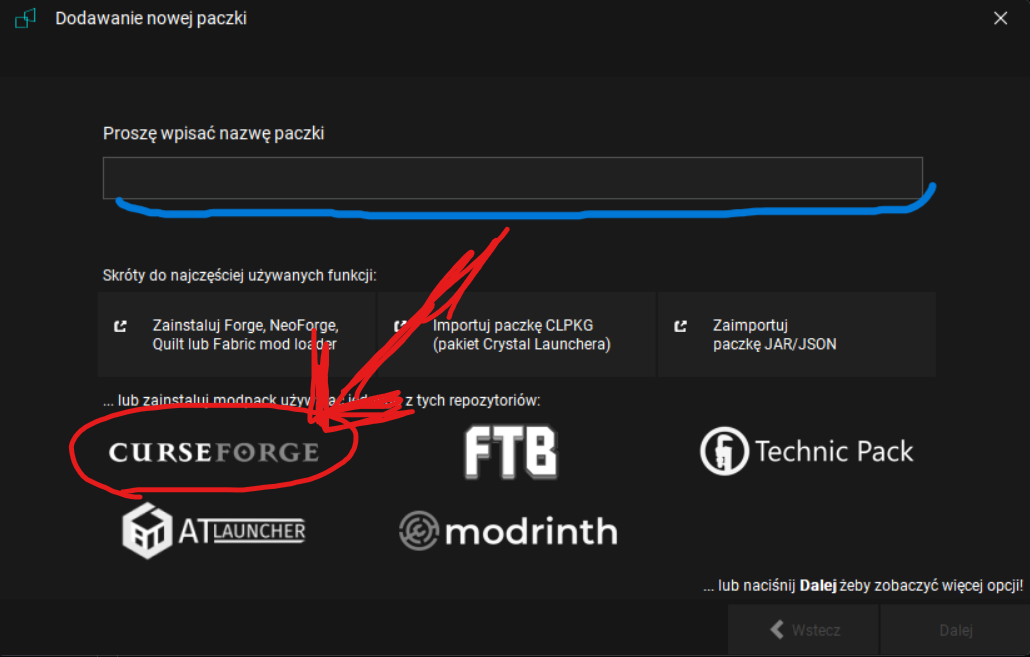 Dodawanie nowej paczki
Proszę wpisać nazwę paczki
Skróty do najczęściej używanych funkcji:
Zainstaluj Forge, NeoForge,
Quilt lub Fabric mod loader
Importuj paczkę CLPKG
(pakiet Crystal Launchera)
Zaimportuj
paczkę JAR/JSON
... lub zainstaluj modpack z tych repozytoriów:
CURSEFORGE
FTB
Technic Pack
ATLAUNCHER
modrinth
... lub naciśnij Dalej żeby zobaczyć więcej opcji!
Wstecz
Dalej